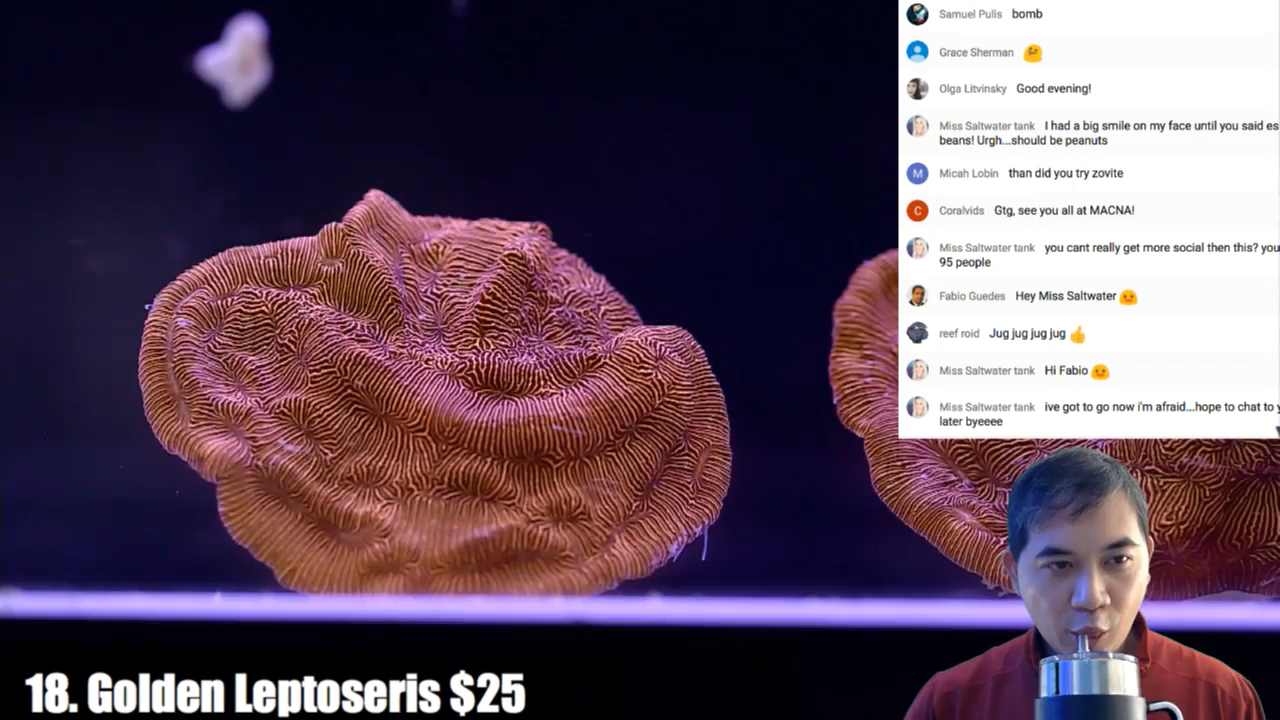 Samuel Pulis bomb
Grace Sherman
Olga Litvinsky Good evening!
Miss Saltwater tank I had a big smile on my face until you said es
beans! Urgh...should be peanuts
M Micah Lobin than did you try zovite
C Coralvids Gtg, see you all at MACNA!
Miss Saltwater tank you cant really get more social then this? you
95 people
Fabio Guedes Hey Miss Saltwater
reef roid Jug jug jug jug
Miss Saltwater tank Hi Fabio
Miss Saltwater tank ive got to go now i'm afraid...hope to chat to
later byeeee
18. Golden Leptoseris $25